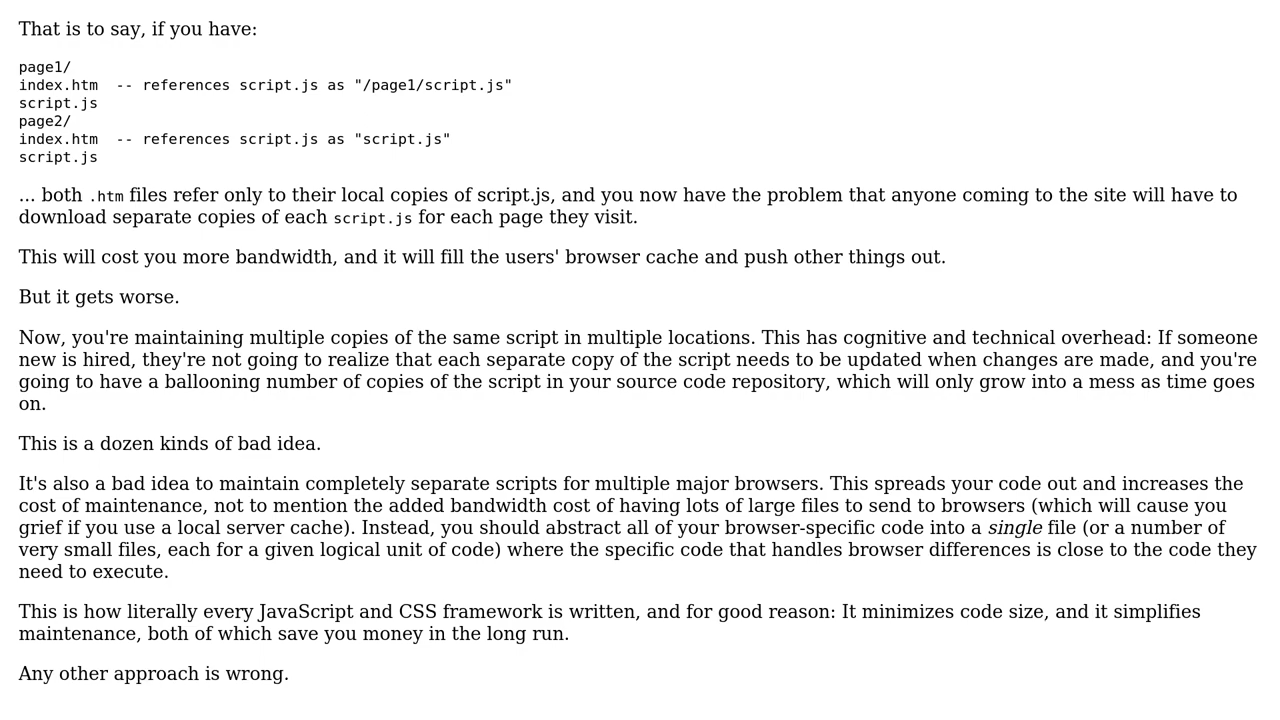 That is to say, if you have:
page1/
index.htm  -- references script.js as "/page1/script.js"
script.js
page2/
index.htm  -- references script.js as "script.js"
script.js
... both .htm files refer only to their local copies of script.js, and you now have the problem that anyone coming to the site will have to
download separate copies of each script.js for each page they visit.
This will cost you more bandwidth, and it will fill the users' browser cache and push other things out.
But it gets worse.
Now, you're maintaining multiple copies of the same script in multiple locations. This has cognitive and technical overhead: If someone
new is hired, they're not going to realize that each separate copy of the script needs to be updated when changes are made, and you're
going to have a ballooning number of copies of the script in your source code repository, which will only grow into a mess as time goes
on.
This is a dozen kinds of bad idea.
It's also a bad idea to maintain completely separate scripts for multiple major browsers. This spreads your code out and increases the
cost of maintenance, not to mention the added bandwidth cost of having lots of large files to send to browsers (which will cause you
grief if you use a local server cache). Instead, you should abstract all of your browser-specific code into a single file (or a number of
very small files, each for a given logical unit of code) where the specific code that handles browser differences is close to the code they
need to execute.
This is how literally every JavaScript and CSS framework is written, and for good reason: It minimizes code size, and it simplifies
maintenance, both of which save you money in the long run.
Any other approach is wrong.